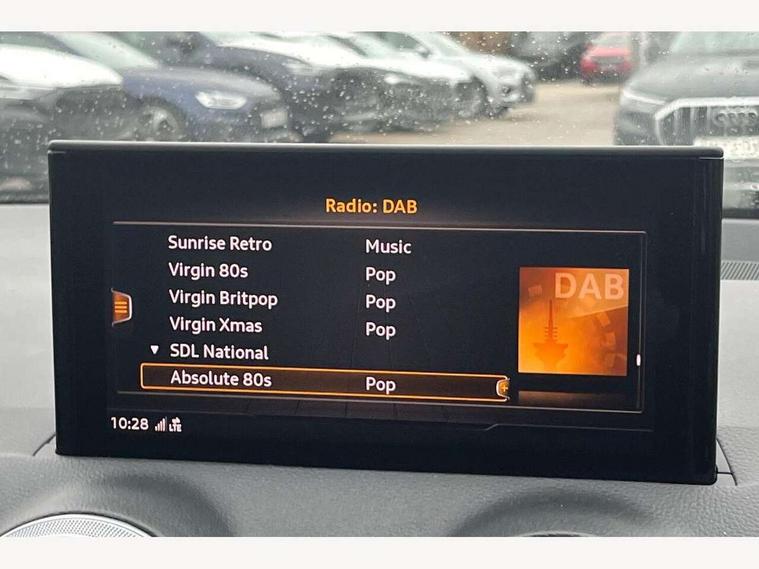 Radio: DAB
Sunrise Retro Music
Virgin 80s Pop
Virgin Britpop Pop
Virgin Xmas Pop
SDL National
Absolute 80s Pop
DAB
10:28 LTE